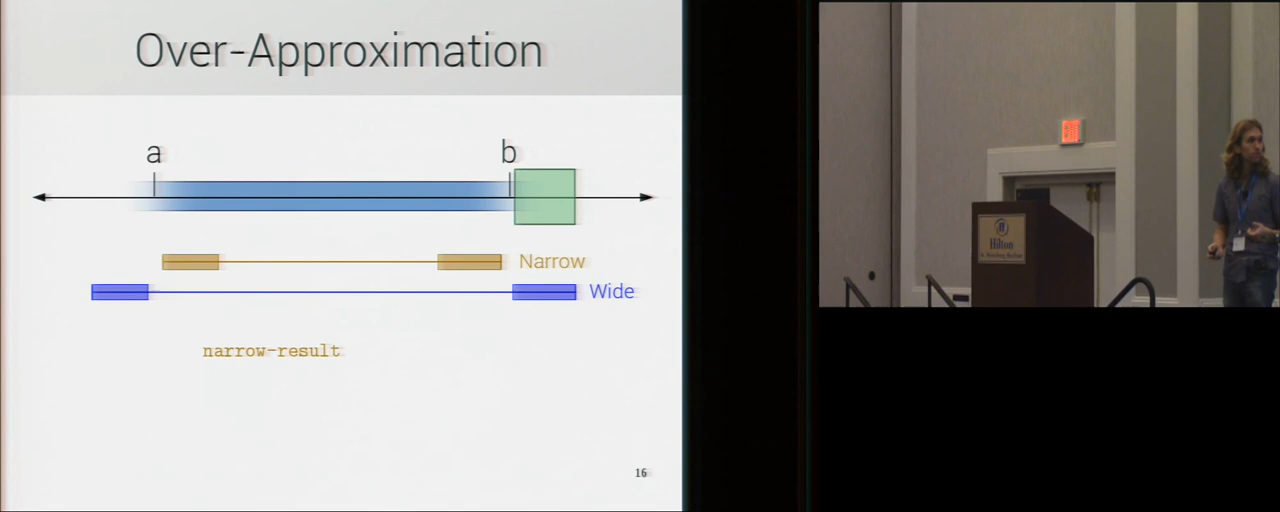 Over-Approximation
a
b
Narrow
Wide
narrow-result
16
Hilton